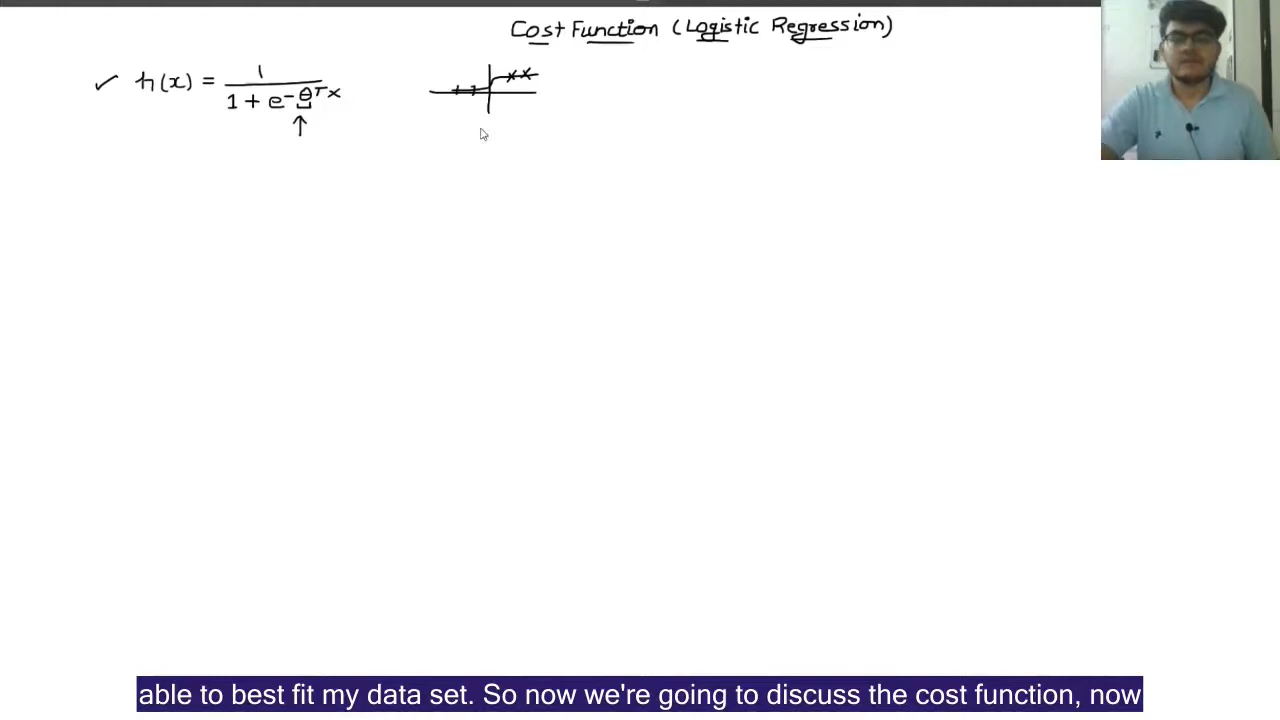 Cost Function (Logistic Regression)
✓ h(x) = 1 / (1 + e^{-θ^T x})
↑
able to best fit my data set. So now we're going to discuss the cost function, now